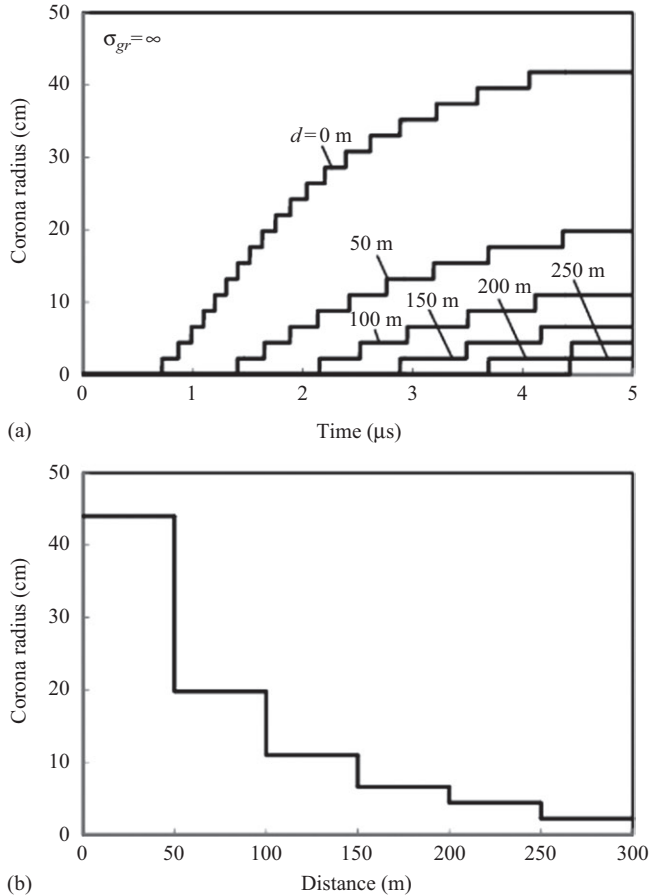 50
σgr=∞
40
d=0 m
30
Corona radius (cm)
20
50 m
250 m
200 m
150 m
10
100 m
0
0 1 2 3 4 5
(a)
Time (μs)
50
40
30
Corona radius (cm)
20
10
0
0 50 100 150 200 250 300
(b)
Distance (m)